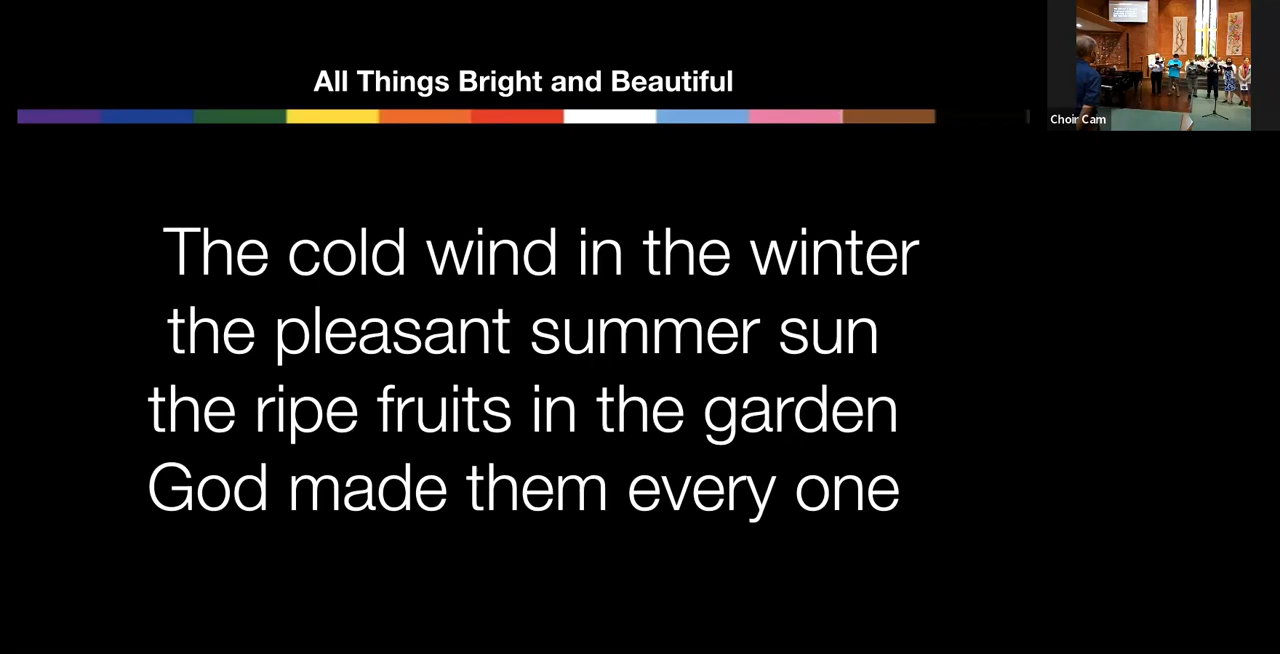 All Things Bright and Beautiful
Choir Cam
The cold wind in the winter
the pleasant summer sun
the ripe fruits in the garden
God made them every one